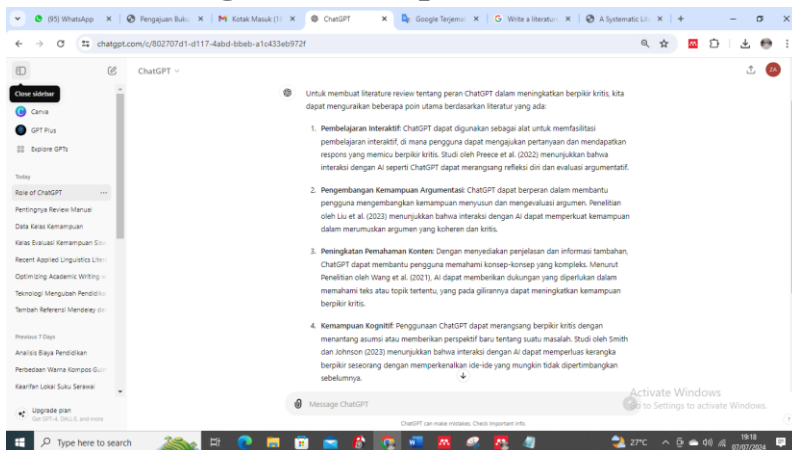 (95) WhatsApp
Pengajuan Buku
Kotak Masuk (1
ChatGPT
Google Terjemah
Write a literature
A Systematic Lit
chatgpt.com/c/802707d1-d117-4abd-bbeb-a1c433eb972f
ChatGPT
ZA
Close sidebar
Canva
GPT Plus
Explore GPTs
Today
Role of ChatGPT
Pentingnya Review Manual
Data Kelas Kemampuan
Kelas Evaluasi Kemampuan Sisw
Recent Applied Linguistics Liter
Optimizing Academic Writing
Teknologi Mengubah Pendidika
Tambah Referensi Mendeley da
Previous 7 Days
Analisis Biaya Pendidikan
Perbedaan Warna Kompos
Kearifan Lokal Suku Serawai
Upgrade plan
Get GPT-4, DALL·E, and more
Untuk membuat literature review tentang peran ChatGPT dalam meningkatkan berpikir kritis, kita
dapat menguraikan beberapa poin utama berdasarkan literatur yang ada:
1. Pembelajaran Interaktif: ChatGPT dapat digunakan sebagai alat untuk memfasilitasi
pembelajaran interaktif, di mana pengguna dapat mengajukan pertanyaan dan mendapatkan
respons yang memicu berpikir kritis. Studi oleh Preece et al. (2022) menunjukkan bahwa
interaksi dengan AI seperti ChatGPT dapat merangsang refleksi diri dan evaluasi argumentatif.
2. Pengembangan Kemampuan Argumentasi: ChatGPT dapat berperan dalam membantu
pengguna mengembangkan kemampuan menyusun dan mengevaluasi argumen. Penelitian
oleh Liu et al. (2023) menunjukkan bahwa interaksi dengan AI dapat memperkuat kemampuan
dalam merumuskan argumen yang koheren dan kritis.
3. Peningkatan Pemahaman Konten: Dengan menyediakan penjelasan dan informasi tambahan,
ChatGPT dapat membantu pengguna memahami konsep-konsep yang kompleks. Menurut
Penelitian oleh Wang et al. (2021), AI dapat memberikan dukungan yang diperlukan dalam
memahami teks atau topik tertentu, yang pada gilirannya dapat meningkatkan kemampuan
berpikir kritis.
4. Kemampuan Kognitif: Penggunaan ChatGPT dapat merangsang berpikir kritis dengan
menantang asumsi atau memberikan perspektif baru tentang suatu masalah. Studi oleh Smith
dan Johnson (2023) menunjukkan bahwa interaksi dengan AI dapat memperluas kerangka
berpikir seseorang dengan memperkenalkan ide-ide yang mungkin tidak dipertimbangkan
sebelumnya.
Message ChatGPT
ChatGPT can make mistakes. Check important info.
Activate Windows
Go to Settings to activate Windows.
Type here to search
27°C
19:18
07/07/2024